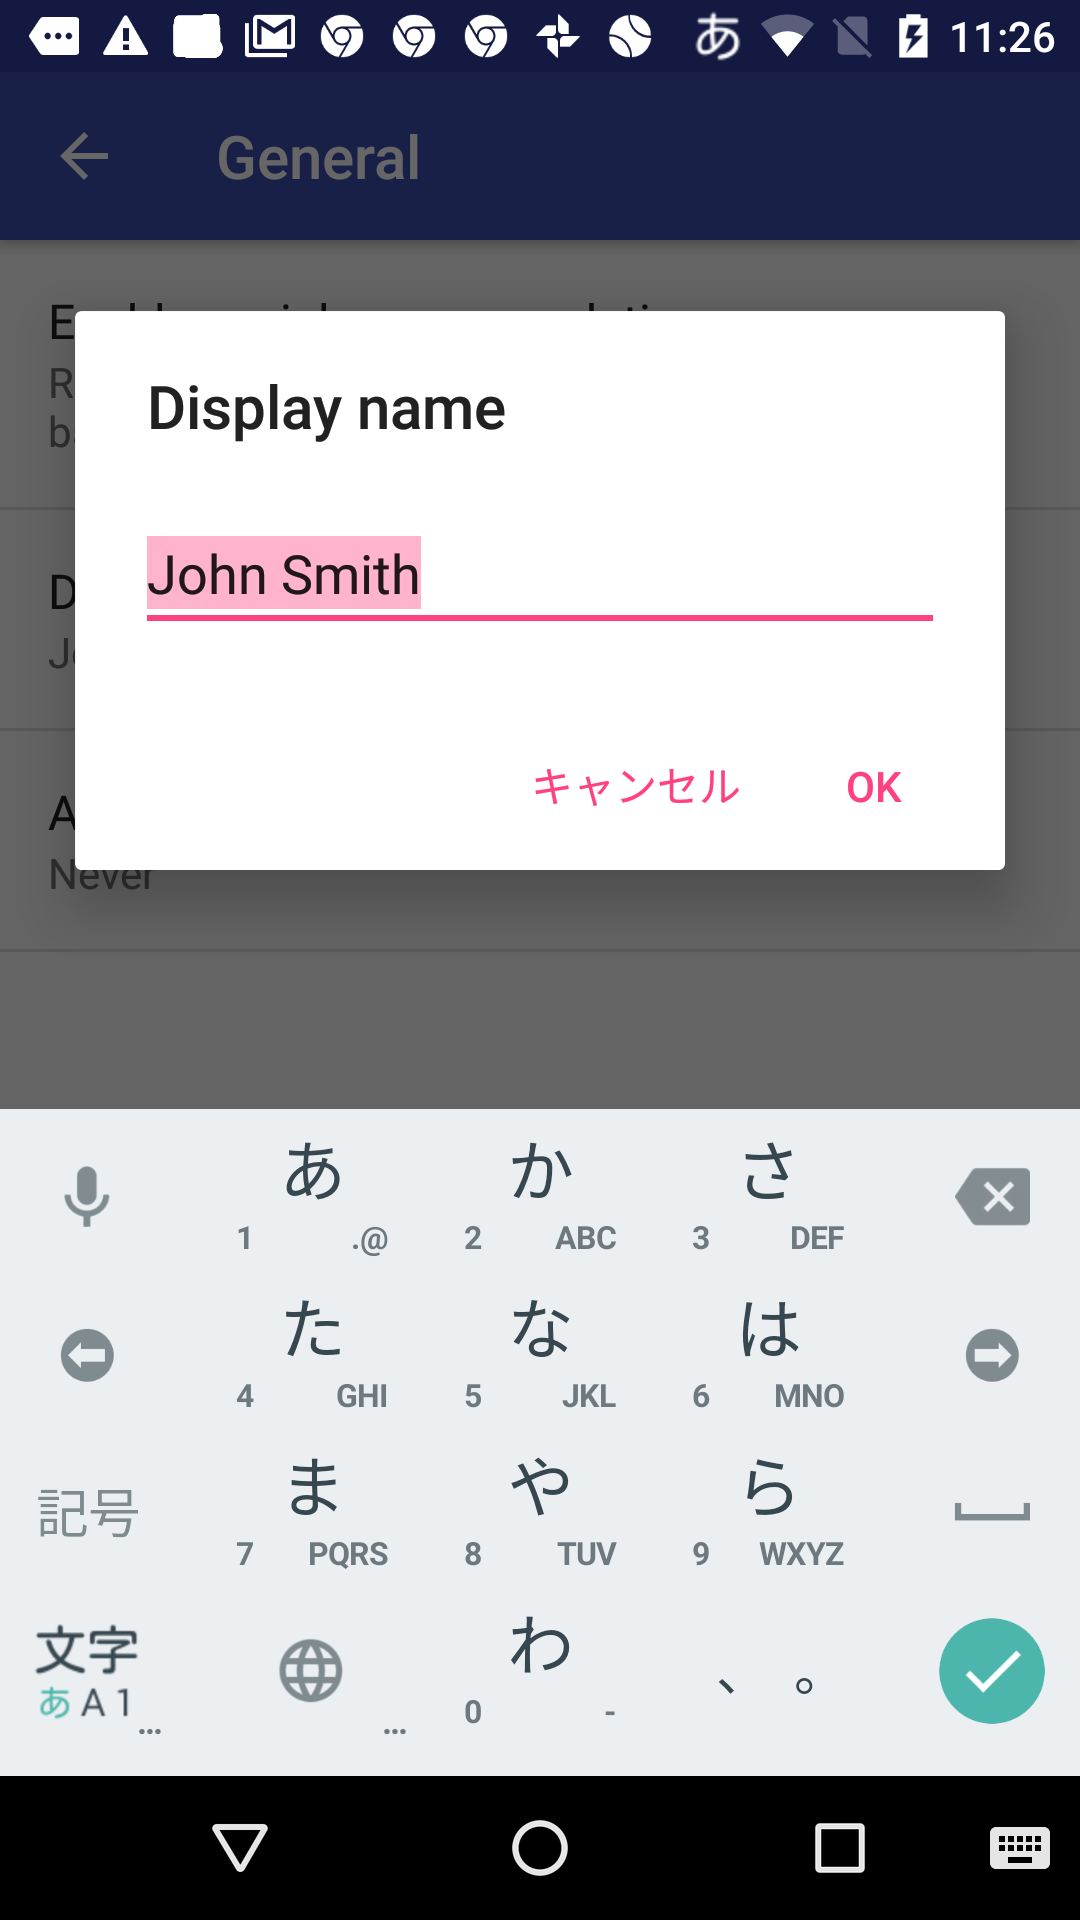 あ 11:26
General
Display name
John Smith
キャンセル OK
Never
あ か さ
1 .@ 2 ABC 3 DEF
た な は
4 GHI 5 JKL 6 MNO
記号 ま や ら
7 PQRS 8 TUV 9 WXYZ
文字 わ 、 。
あ A 1 ... ... 0 -